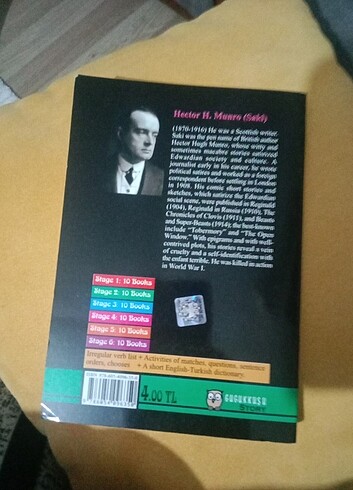 Hector H. Munro (Saki)
(1870-1916) He was a Scottish writer.
Saki was the pen name of British author
Hector Hugh Munro, whose witty and
sometimes macabre stories satirized
Edwardian society and culture. A
journalist early in his career, he wrote
political satires and worked as a foreign
correspondent before settling in London
in 1908. His comic short stories and
sketches, which satirize the Edwardian
social scene, were published in Reginald
(1904), Reginald in Russia (1910), The
Chronicles of Clovis (1911), and Beasts
and Super-Beasts (1914); the best-known
include "Tobermory" and "The Open
Window." With epigrams and with well-
contrived plots, his stories reveal a vein
of cruelty and a self-identification with
the enfant terrible. He was killed in action
in World War I.
Stage 1: 10 Books
Stage 2: 10 Books
Stage 3: 10 Books
Stage 4: 10 Books
Stage 5: 10 Books
Stage 6: 10 Books
Irregular verb list + Activities of matches, questions, sentence
orders, chooses + A short English-Turkish dictionary.
4.00 TL
STORY